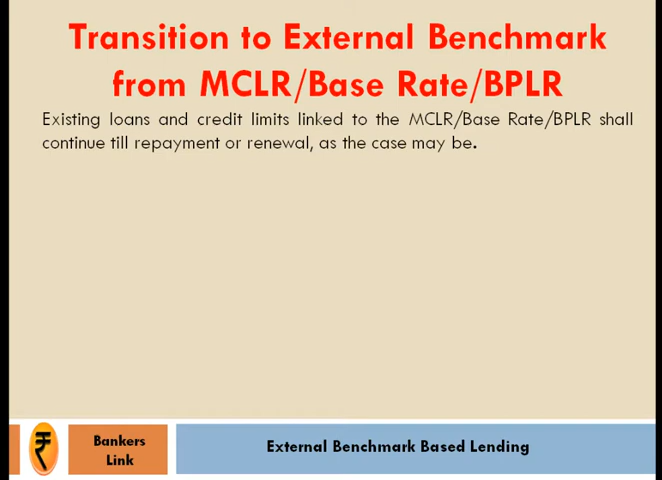 Transition to External Benchmark
from MCLR/Base Rate/BPLR
Existing loans and credit limits linked to the MCLR/Base Rate/BPLR shall
continue till repayment or renewal, as the case may be.
₹
Bankers
Link
External Benchmark Based Lending